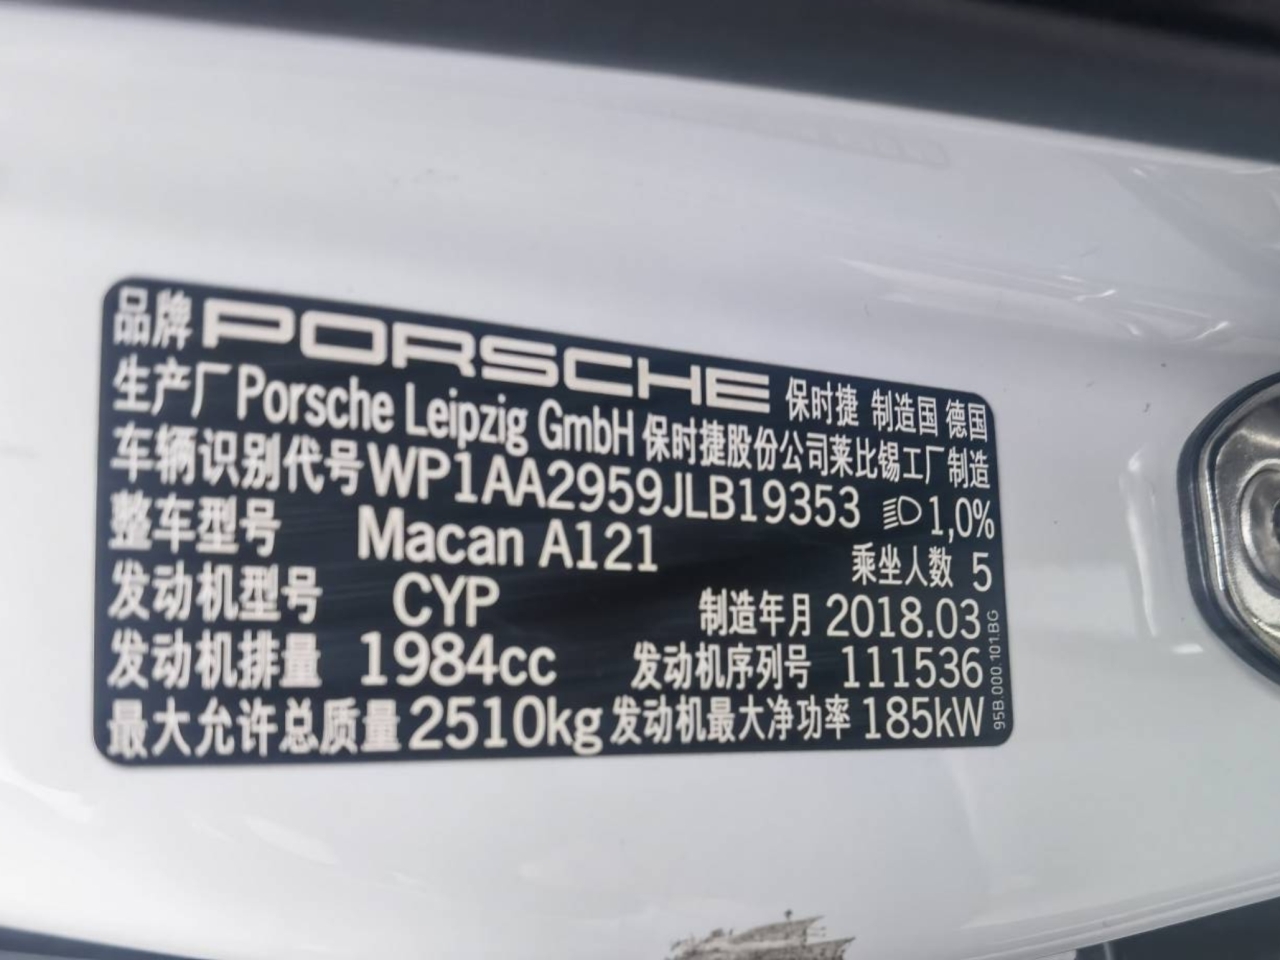 品牌 PORSCHE 保时捷 制造国 德国
生产厂 Porsche Leipzig GmbH 保时捷股份公司莱比锡工厂制造
车辆识别代号 WP1AA2959JLB19353 1,0%
整车型号 Macan A121 乘坐人数 5
发动机型号 CYP 制造年月 2018.03
发动机排量 1984cc 发动机序列号 111536
最大允许总质量 2510kg 发动机最大净功率 185kW
95B.000.101.BG